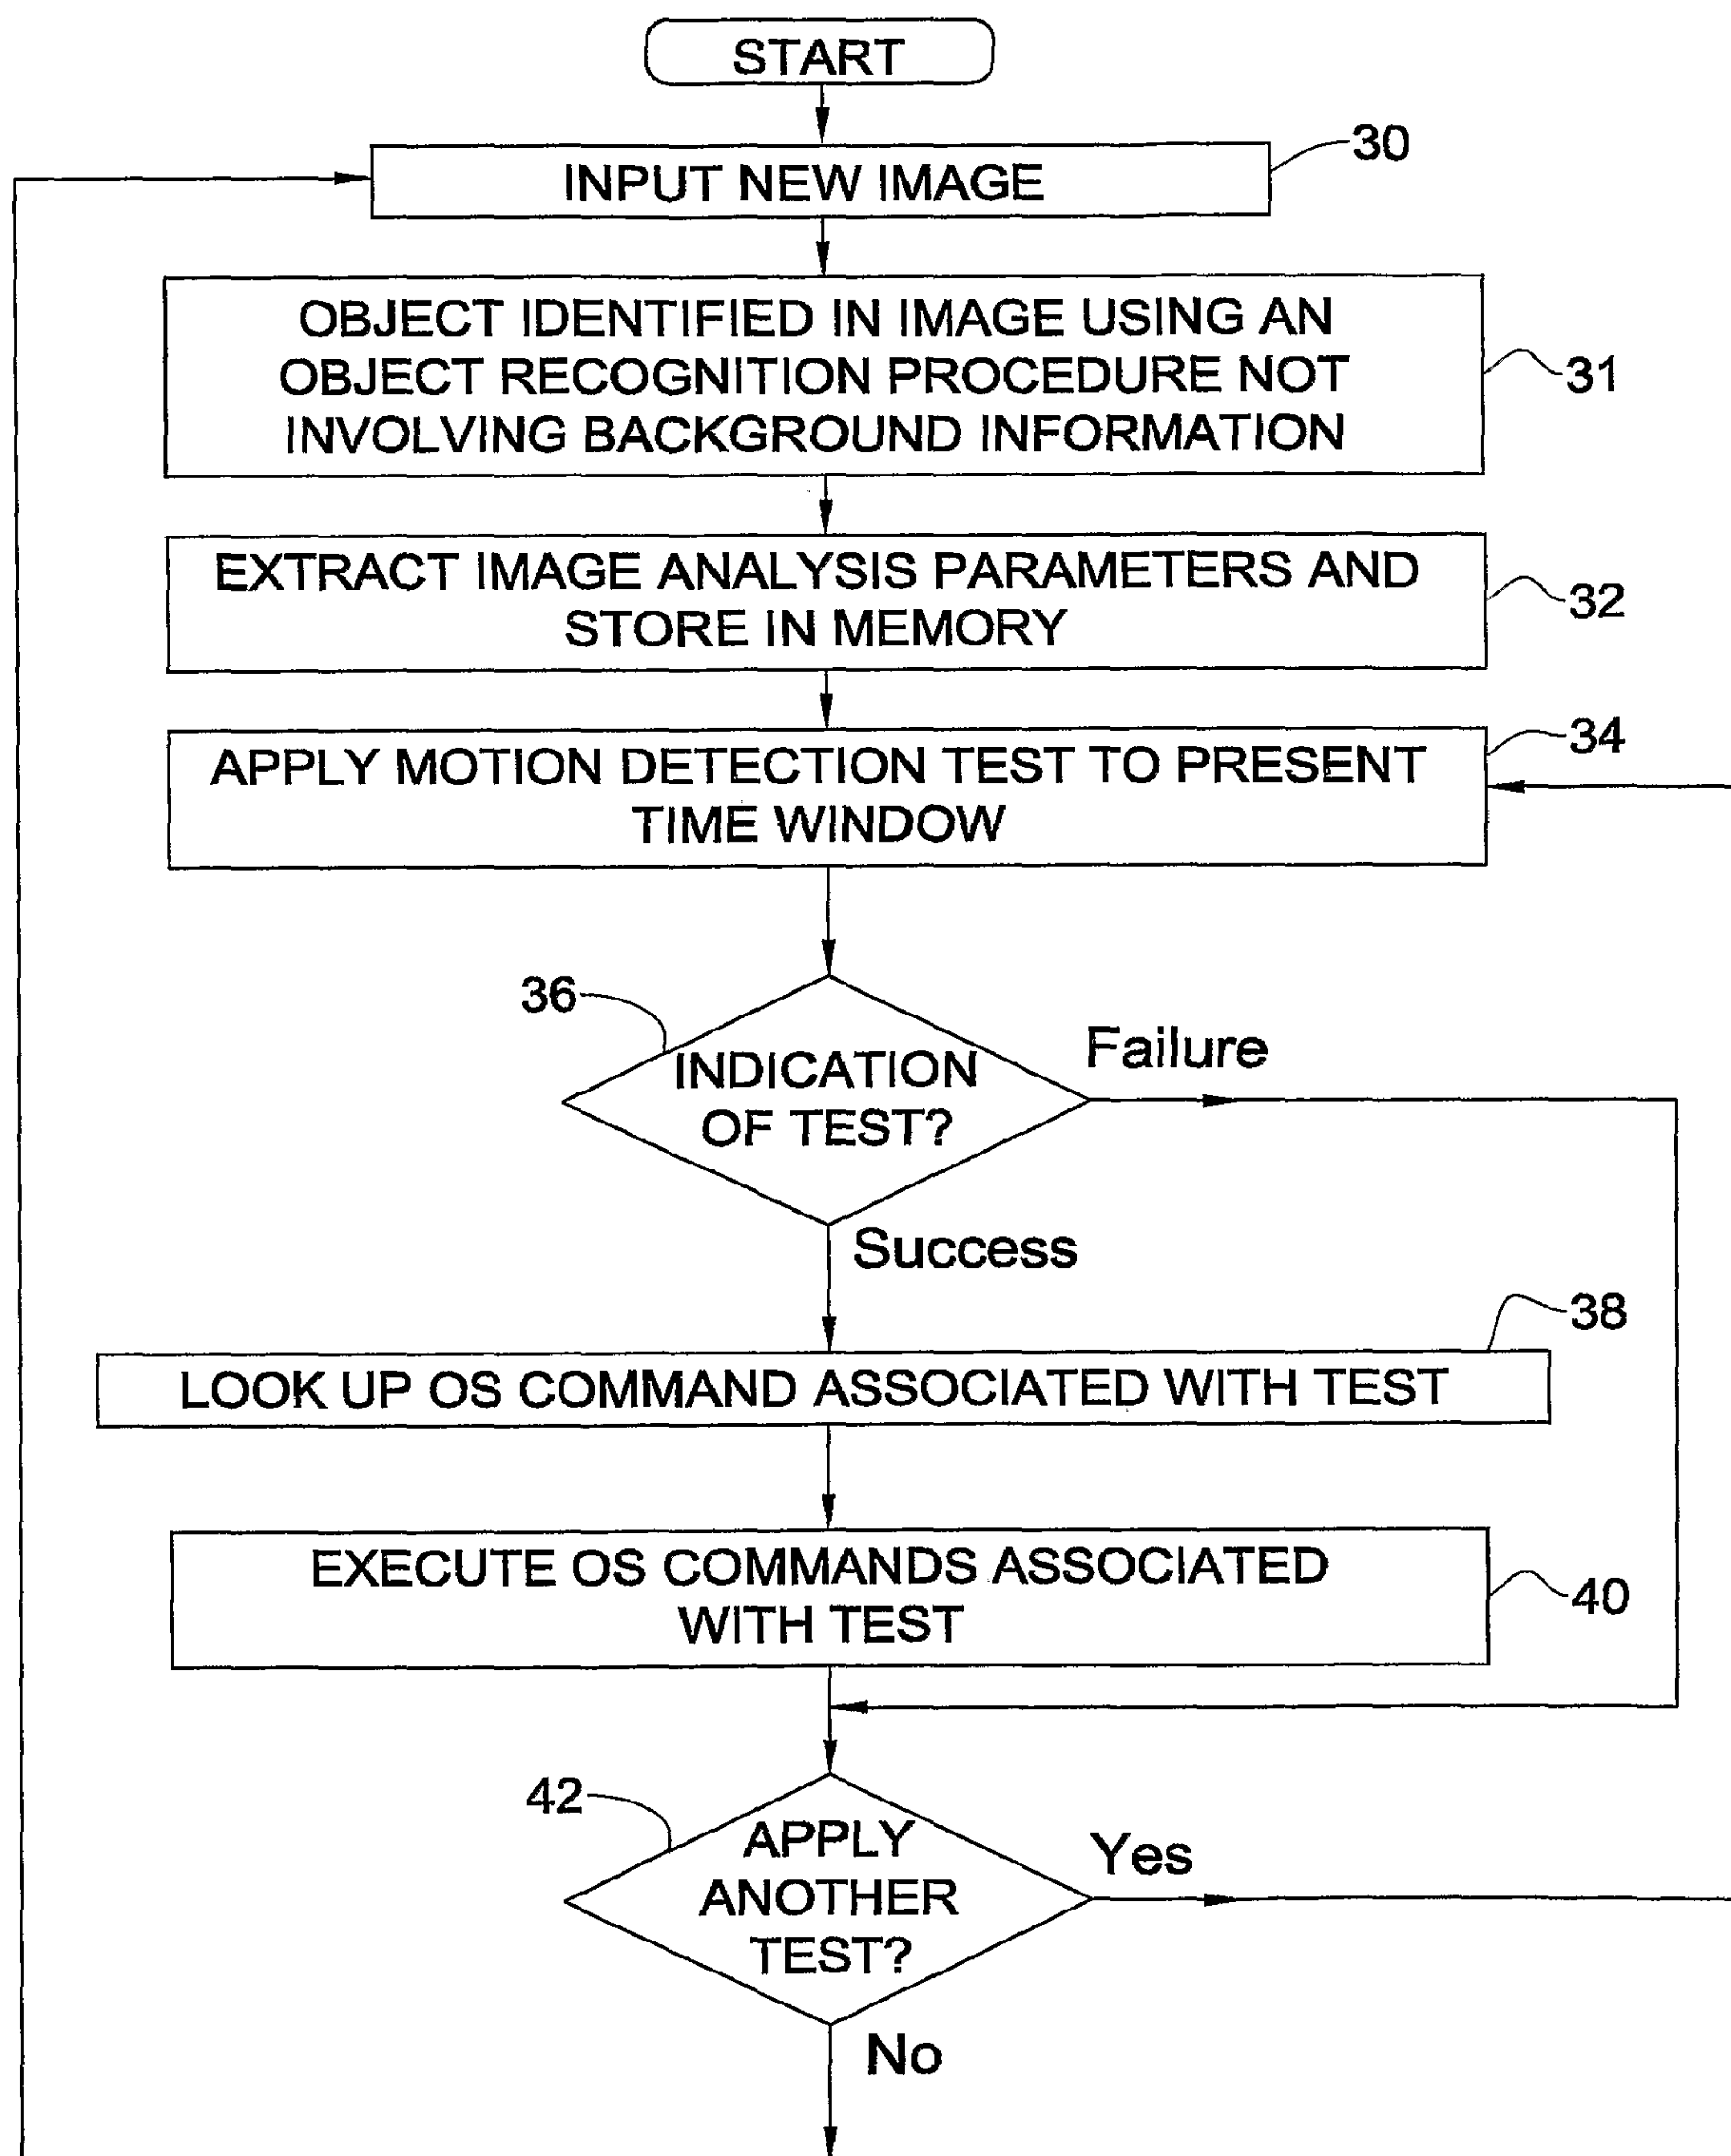 START
INPUT NEW IMAGE
30
OBJECT IDENTIFIED IN IMAGE USING AN
OBJECT RECOGNITION PROCEDURE NOT
INVOLVING BACKGROUND INFORMATION
31
EXTRACT IMAGE ANALYSIS PARAMETERS AND
STORE IN MEMORY
32
APPLY MOTION DETECTION TEST TO PRESENT
TIME WINDOW
34
36
INDICATION
OF TEST?
Failure
Success
38
LOOK UP OS COMMAND ASSOCIATED WITH TEST
EXECUTE OS COMMANDS ASSOCIATED
WITH TEST
40
42
APPLY
ANOTHER
TEST?
Yes
No